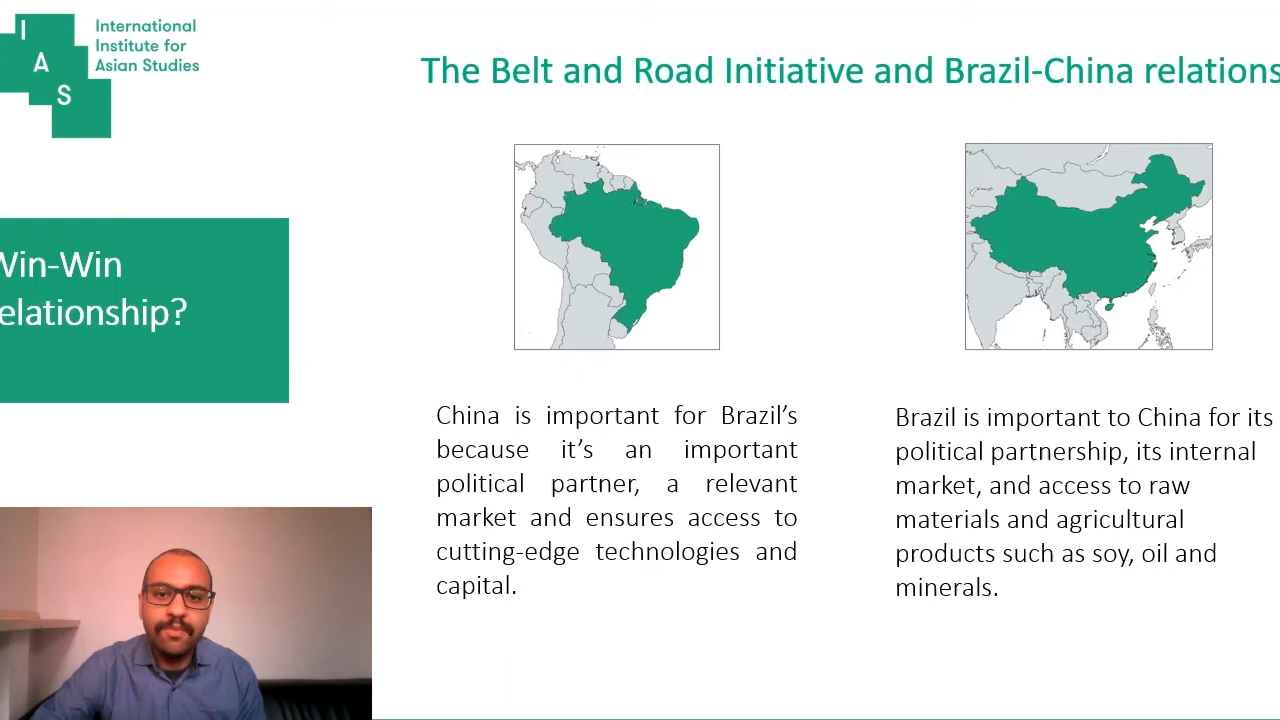 I
A
S
International
Institute for
Asian Studies
The Belt and Road Initiative and Brazil-China relations
Win-Win
elationship?
China is important for Brazil’s
because it’s an important
political partner, a relevant
market and ensures access to
cutting-edge technologies and
capital.
Brazil is important to China for its
political partnership, its internal
market, and access to raw
materials and agricultural
products such as soy, oil and
minerals.